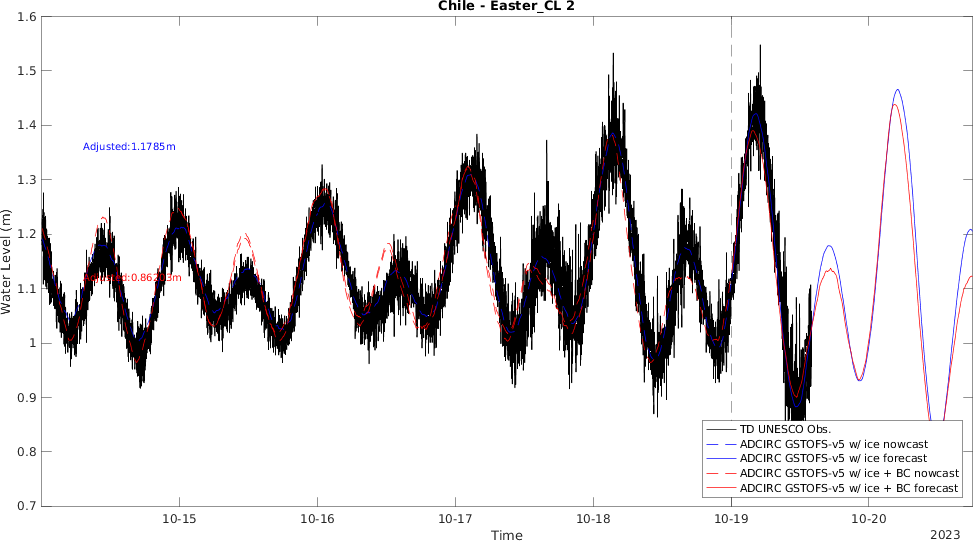 Chile - Easter_CL 2
1.6
1.5
1.4
1.3
1.2
1.1
1
0.9
0.8
0.7
Water Level (m)
Adjusted:1.1785m
TD UNESCO Obs.
ADCIRC GSTOFS-v5 w/ ice nowcast
ADCIRC GSTOFS-v5 w/ ice forecast
ADCIRC GSTOFS-v5 w/ ice + BC nowcast
ADCIRC GSTOFS-v5 w/ ice + BC forecast
10-15
10-16
10-17
10-18
10-19
10-20
Time
2023